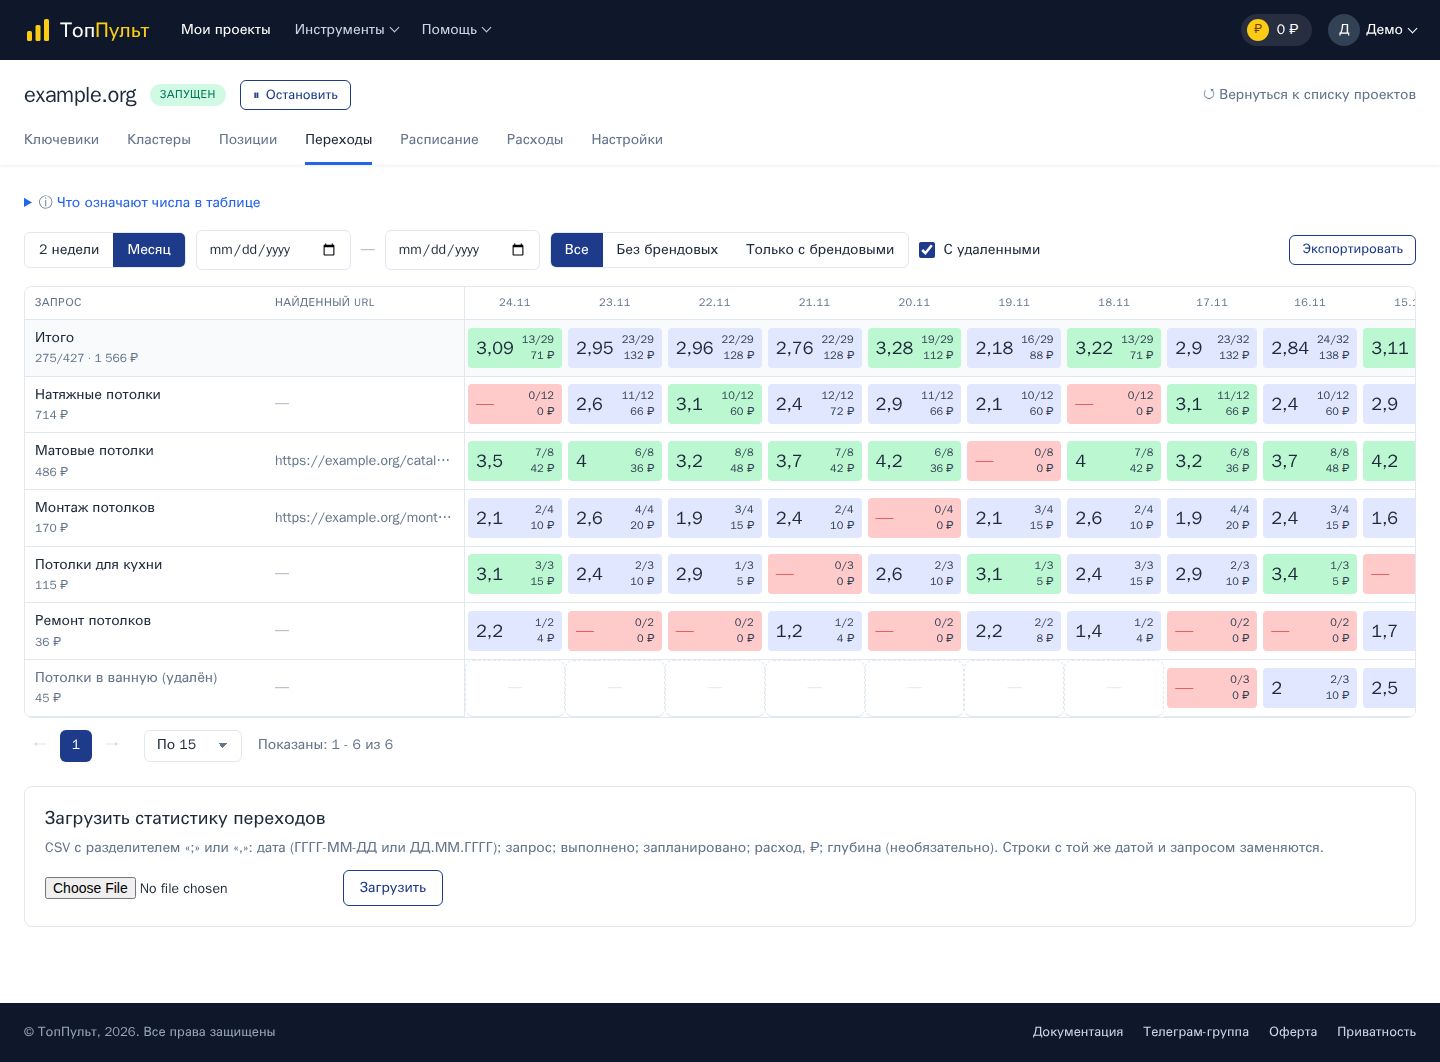 ТопПульт Мои проекты Инструменты Помощь ₽ 0 ₽ Д Демо
example.org ЗАПУЩЕН Остановить Вернуться к списку проектов
Ключевики Кластеры Позиции Переходы Расписание Расходы Настройки
ⓘ Что означают числа в таблице
2 недели Месяц mm/dd/yyyy — mm/dd/yyyy Все Без брендовых Только с брендовыми С удаленными Экспортировать
ЗАПРОС НАЙДЕННЫЙ URL 24.11 23.11 22.11 21.11 20.11 19.11 18.11 17.11 16.11
Итого
275/427 · 1 566 ₽
3,09 13/29 71 ₽
2,95 23/29 132 ₽
2,96 22/29 128 ₽
2,76 22/29 128 ₽
3,28 19/29 112 ₽
2,18 16/29 88 ₽
3,22 13/29 71 ₽
2,9 23/32 132 ₽
2,84 24/32 138 ₽
3,11
Натяжные потолки
714 ₽
—
— 0/12 0 ₽
2,6 11/12 66 ₽
3,1 10/12 60 ₽
2,4 12/12 72 ₽
2,9 11/12 66 ₽
2,1 10/12 60 ₽
— 0/12 0 ₽
3,1 11/12 66 ₽
2,4 10/12 60 ₽
2,9
Матовые потолки
486 ₽
https://example.org/catal…
3,5 7/8 42 ₽
4 6/8 36 ₽
3,2 8/8 48 ₽
3,7 7/8 42 ₽
4,2 6/8 36 ₽
— 0/8 0 ₽
4 7/8 42 ₽
3,2 6/8 36 ₽
3,7 8/8 48 ₽
4,2
Монтаж потолков
170 ₽
https://example.org/mont…
2,1 2/4 10 ₽
2,6 4/4 20 ₽
1,9 3/4 15 ₽
2,4 2/4 10 ₽
— 0/4 0 ₽
2,1 3/4 15 ₽
2,6 2/4 10 ₽
1,9 4/4 20 ₽
2,4 3/4 15 ₽
1,6
Потолки для кухни
115 ₽
—
3,1 3/3 15 ₽
2,4 2/3 10 ₽
2,9 1/3 5 ₽
— 0/3 0 ₽
2,6 2/3 10 ₽
3,1 1/3 5 ₽
2,4 3/3 15 ₽
2,9 2/3 10 ₽
3,4 1/3 5 ₽
—
Ремонт потолков
36 ₽
—
2,2 1/2 4 ₽
— 0/2 0 ₽
— 0/2 0 ₽
1,2 1/2 4 ₽
— 0/2 0 ₽
2,2 2/2 8 ₽
1,4 1/2 4 ₽
— 0/2 0 ₽
— 0/2 0 ₽
1,7
Потолки в ванную (удалён)
45 ₽
—
— — — — — — —
— 0/3 0 ₽
2 2/3 10 ₽
2,5
← 1 → По 15 Показаны: 1 - 6 из 6
Загрузить статистику переходов
CSV с разделителем «;» или «,»: дата (ГГГГ-ММ-ДД или ДД.ММ.ГГГГ); запрос; выполнено; запланировано; расход, ₽; глубина (необязательно). Строки с той же датой и запросом заменяются.
Choose File No file chosen Загрузить
© ТопПульт, 2026. Все права защищены Документация Телеграм-группа Оферта Приватность